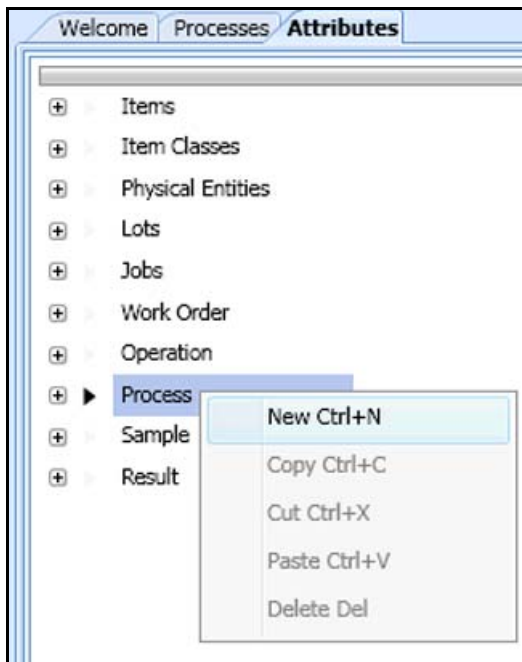 Welcome Processes Attributes
Items
Item Classes
Physical Entities
Lots
Jobs
Work Order
Operation
Process
New Ctrl+N
Sample
Copy Ctrl+C
Result
Cut Ctrl+X
Paste Ctrl+V
Delete Del